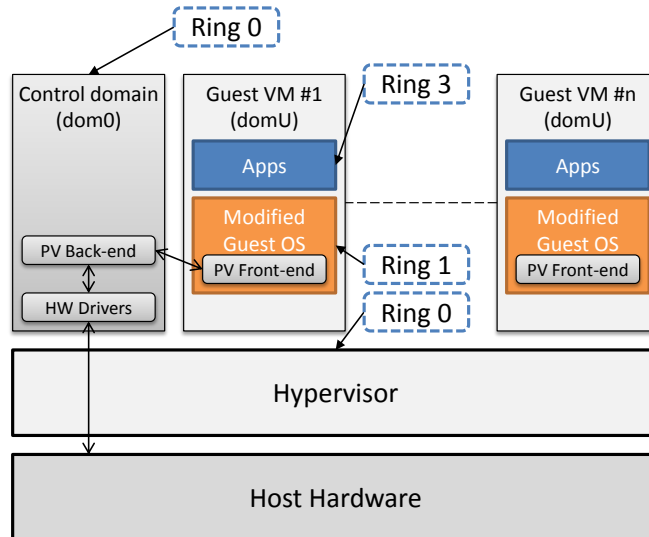 Ring 0
Control domain
(dom0)
Guest VM #1
(domU)
Ring 3
Guest VM #n
(domU)
Apps
Apps
Modified
Guest OS
Modified
Guest OS
PV Back-end
PV Front-end
Ring 1
PV Front-end
HW Drivers
Ring 0
Hypervisor
Host Hardware